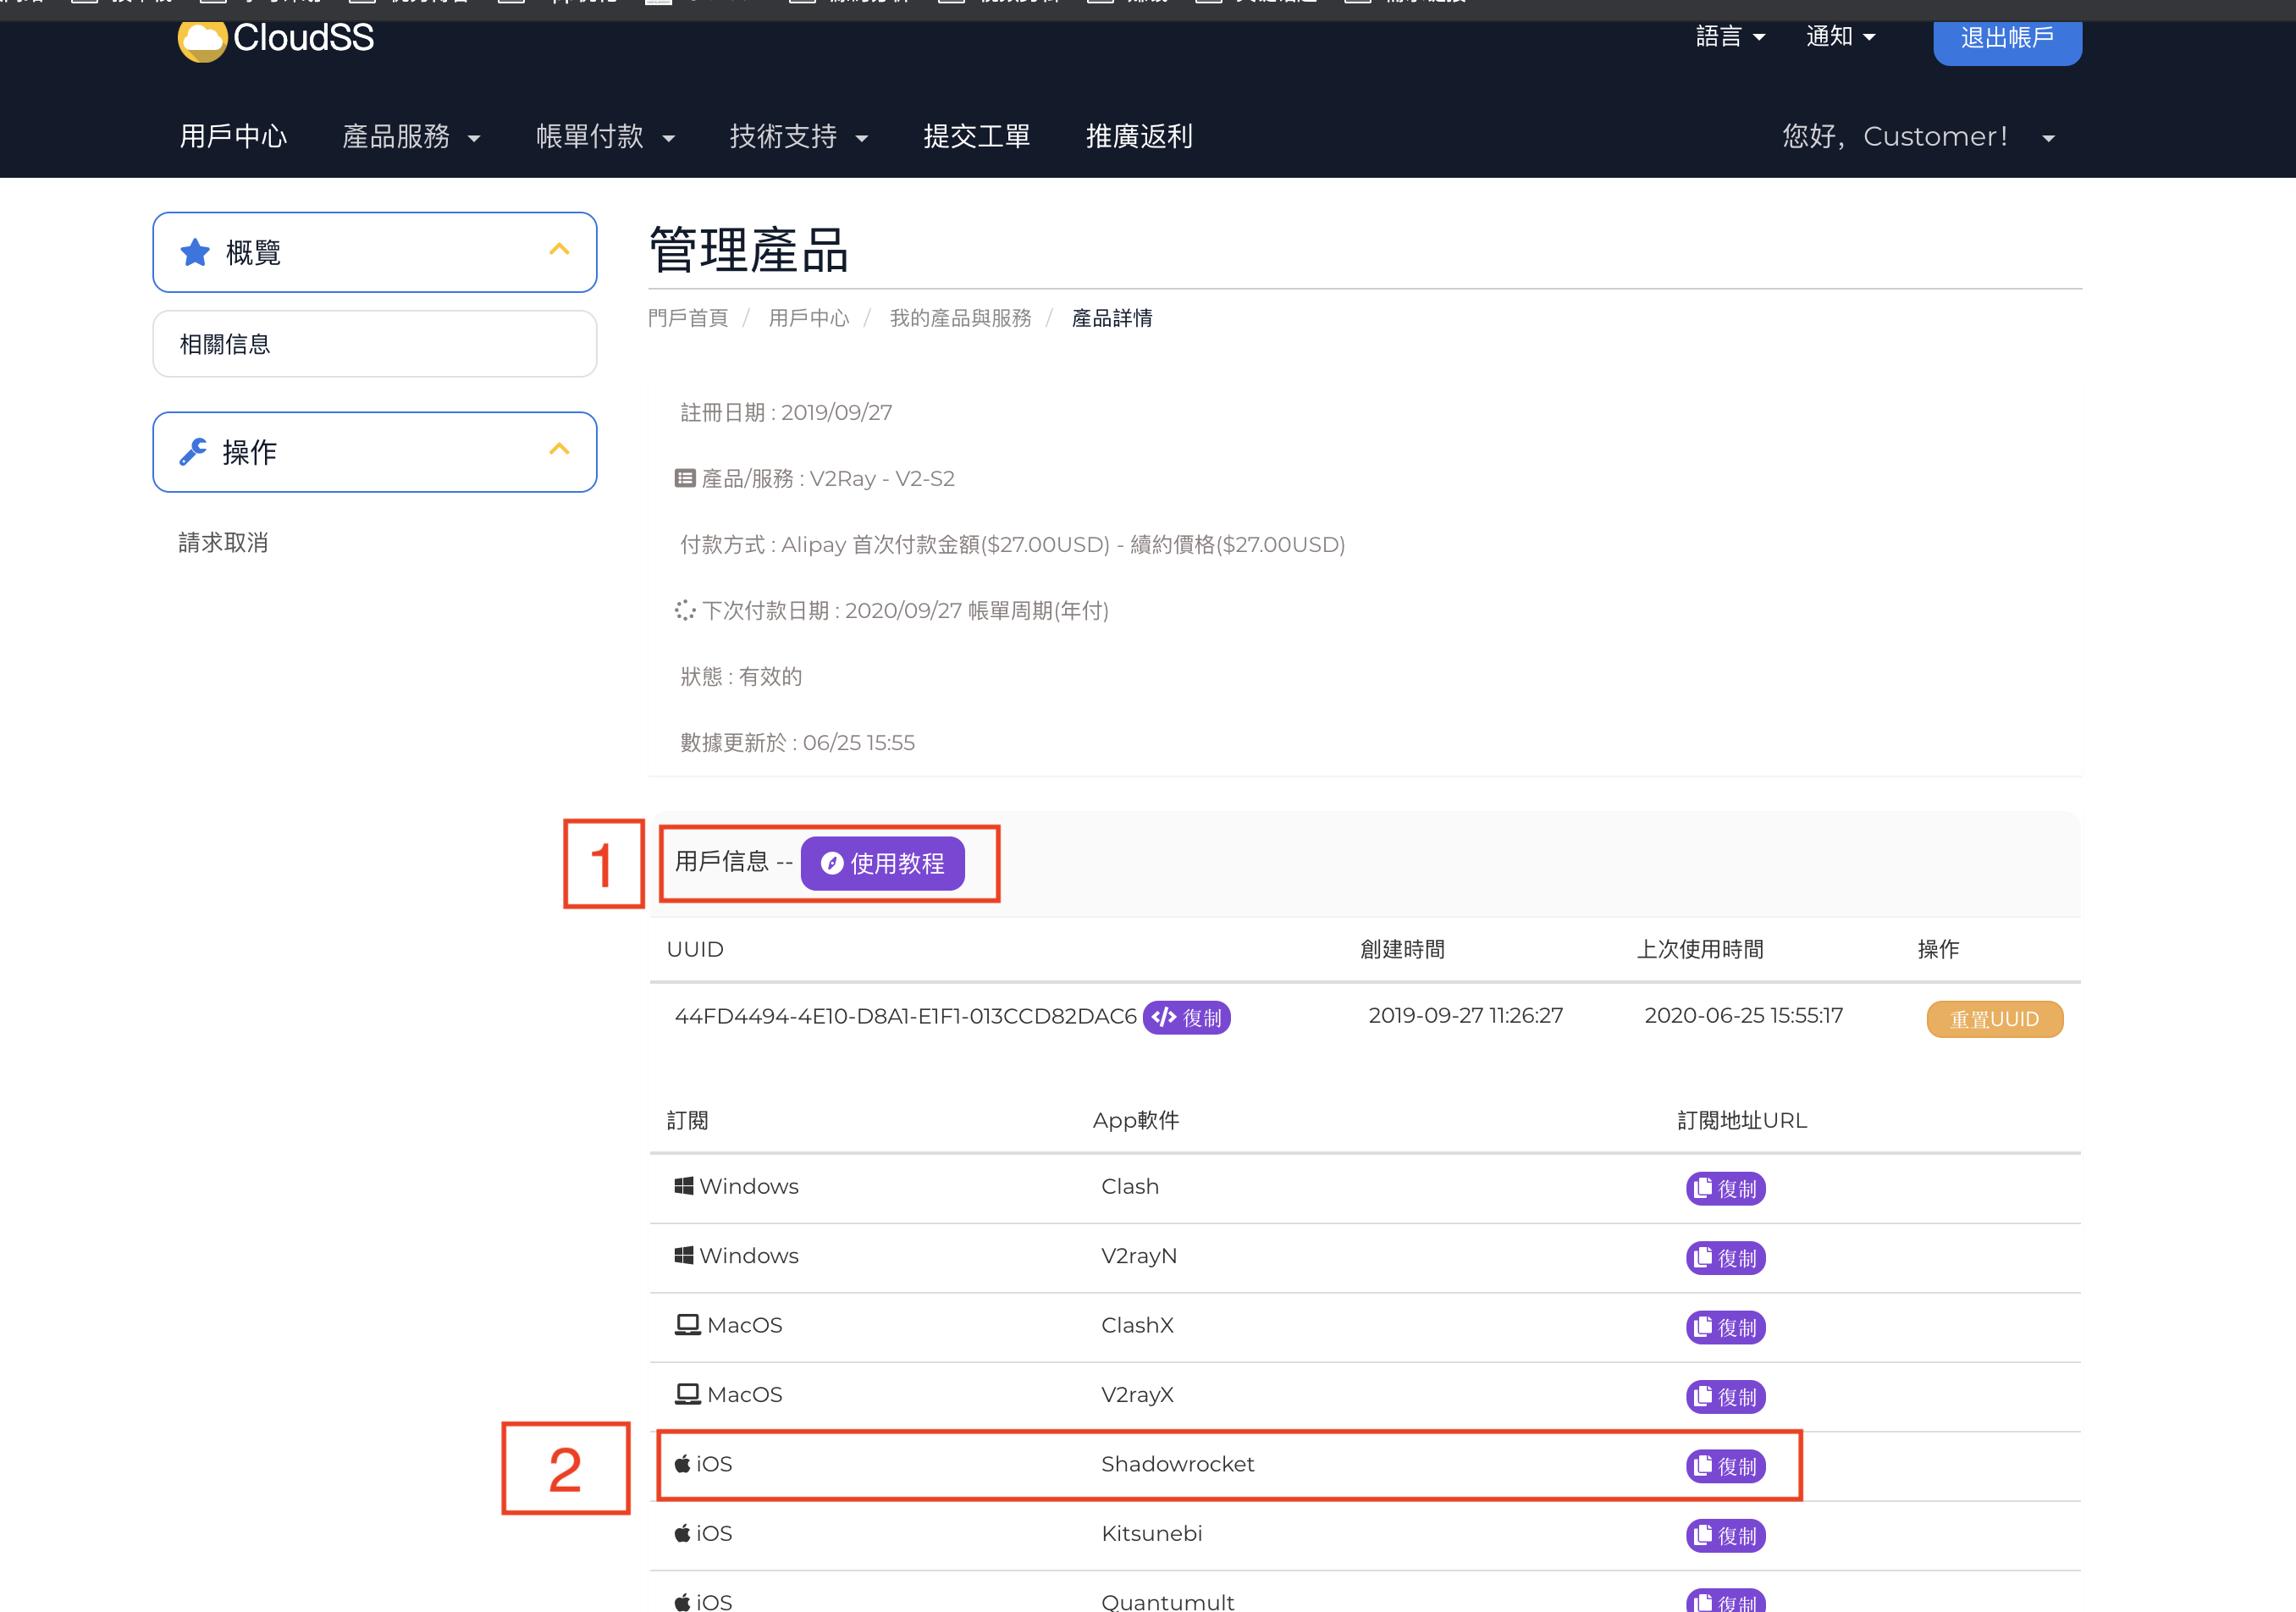 CloudSS
語言
通知
退出帳戶
用戶中心
產品服務
帳單付款
技術支持
提交工單
推廣返利
您好，Customer！
概覽
相關信息
操作
請求取消
管理產品
門戶首頁 / 用戶中心 / 我的產品與服務 / 產品詳情
註冊日期 : 2019/09/27
產品/服務 : V2Ray - V2-S2
付款方式 : Alipay 首次付款金額($27.00USD) - 續約價格($27.00USD)
下次付款日期 : 2020/09/27 帳單周期(年付)
狀態 : 有效的
數據更新於 : 06/25 15:55
1
用戶信息 -- 使用教程
UUID 創建時間 上次使用時間 操作
44FD4494-4E10-D8A1-E1F1-013CCD82DAC6 復制 2019-09-27 11:26:27 2020-06-25 15:55:17 重置UUID
訂閱 App軟件 訂閱地址URL
Windows Clash 復制
Windows V2rayN 復制
MacOS ClashX 復制
MacOS V2rayX 復制
2
iOS Shadowrocket 復制
iOS Kitsunebi 復制
iOS Quantumult 復制